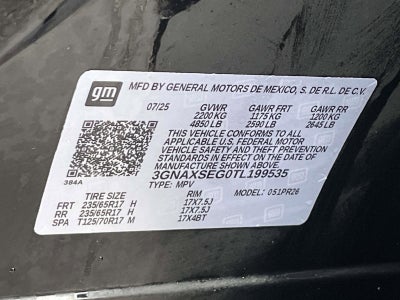 gm
MFD BY GENERAL MOTORS DE MEXICO, S. DE R.L. DE C.V.
07/25 GVWR GAWR FRT GAWR RR
2200 KG 1175 KG 1200 KG
4850 LB 2590 LB 2645 LB
THIS VEHICLE CONFORMS TO ALL
APPLICABLE U.S. FEDERAL MOTOR
VEHICLE SAFETY AND THEFT PREVENTION
STANDARDS IN EFFECT ON THE DATE OF
MANUFACTURE SHOWN ABOVE.
3GNAXSEG0TL199535
384A TYPE: MPV
TIRE SIZE RIM MODEL: 051PR26
FRT 235/65R17 H 17X7.5J
RR 235/65R17 H 17X7.5J
SPA T125/70R17 M 17X4BT